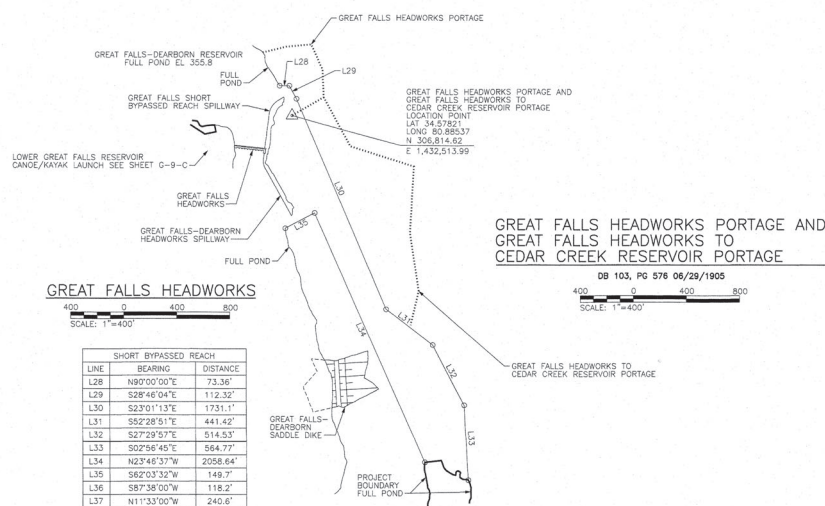 GREAT FALLS HEADWORKS PORTAGE
GREAT FALLS-DEARBORN RESERVOIR
FULL POND EL 355.8
L28
L29
FULL
POND
GREAT FALLS SHORT
BYPASSED REACH SPILLWAY
GREAT FALLS HEADWORKS PORTAGE AND
GREAT FALLS HEADWORKS TO
CEDAR CREEK RESERVOIR PORTAGE
LOCATION POINT
LAT 34.57821
LONG 80.88537
N 306,814.62
E 1,432,513.99
LOWER GREAT FALLS RESERVOIR
CANOE/KAYAK LAUNCH SEE SHEET G-9-C
L30
GREAT FALLS
HEADWORKS
GREAT FALLS-DEARBORN
HEADWORKS SPILLWAY
L35
FULL POND
GREAT FALLS HEADWORKS PORTAGE AND
GREAT FALLS HEADWORKS TO
CEDAR CREEK RESERVOIR PORTAGE
DB 103, PG 576 06/29/1905
400 0 400 800
SCALE: 1"=400'
GREAT FALLS HEADWORKS
400 0 400 800
SCALE: 1"=400'
L31
L34
L32
GREAT FALLS HEADWORKS TO
CEDAR CREEK RESERVOIR PORTAGE
L33
GREAT FALLS-
DEARBORN
SADDLE DIKE
PROJECT
BOUNDARY
FULL POND
SHORT BYPASSED REACH
LINE BEARING DISTANCE
L28 N90°00'00"E 73.36'
L29 S28°46'04"E 112.32'
L30 S23°01'13"E 1731.1'
L31 S52°28'51"E 441.42'
L32 S27°29'57"E 514.53'
L33 S02°56'45"E 564.77'
L34 N23°46'37"W 2058.64'
L35 S62°03'32"W 149.7'
L36 S87°38'00"W 118.2'
L37 N11°33'00"W 240.6'